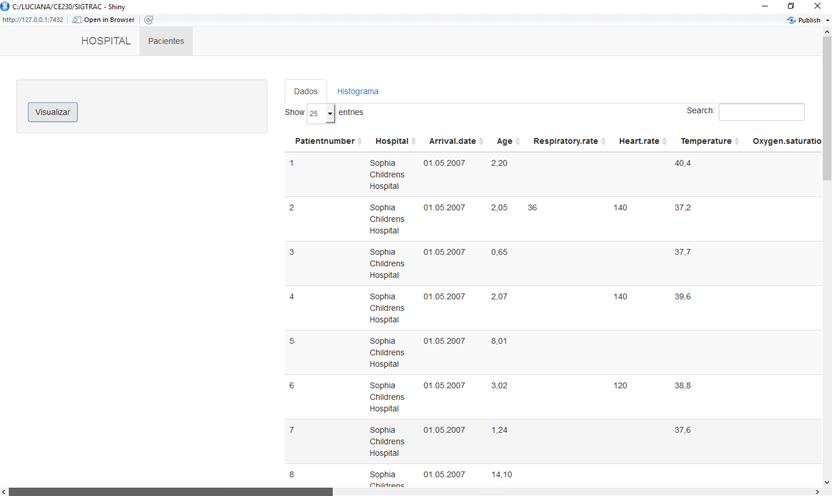 C:/LUCIANA/CE230/SIGTRAC - Shiny
http://127.0.0.1:7432 Open in Browser Publish
HOSPITAL Pacientes
Visualizar
Dados Histograma
Show 25 entries Search:
Patientnumber Hospital Arrival.date Age Respiratory.rate Heart.rate Temperature Oxygen.saturatio
1 Sophia 01.05.2007 2,20 40,4
Childrens
Hospital
2 Sophia 01.05.2007 2,05 36 140 37,2
Childrens
Hospital
3 Sophia 01.05.2007 0,65 37,7
Childrens
Hospital
4 Sophia 01.05.2007 2,07 140 39,6
Childrens
Hospital
5 Sophia 01.05.2007 8,01
Childrens
Hospital
6 Sophia 01.05.2007 3,02 120 38,8
Childrens
Hospital
7 Sophia 01.05.2007 1,24 37,6
Childrens
Hospital
8 Sophia 01.05.2007 14,10
Childrens